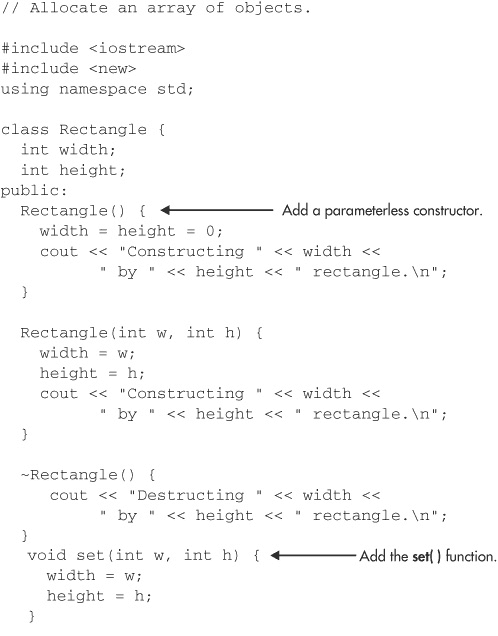 // Allocate an array of objects.
#include <iostream>
#include <new>
using namespace std;
class Rectangle {
  int width;
  int height;
public:
  Rectangle() { Add a parameterless constructor.
    width = height = 0;
    cout << "Constructing " << width <<
          " by " << height << " rectangle.\n";
  }
  Rectangle(int w, int h) {
    width = w;
    height = h;
    cout << "Constructing " << width <<
          " by " << height << " rectangle.\n";
  }
  ~Rectangle() {
     cout << "Destructing " << width <<
          " by " << height << " rectangle.\n";
  }
  void set(int w, int h) { Add the set( ) function.
    width = w;
    height = h;
  }